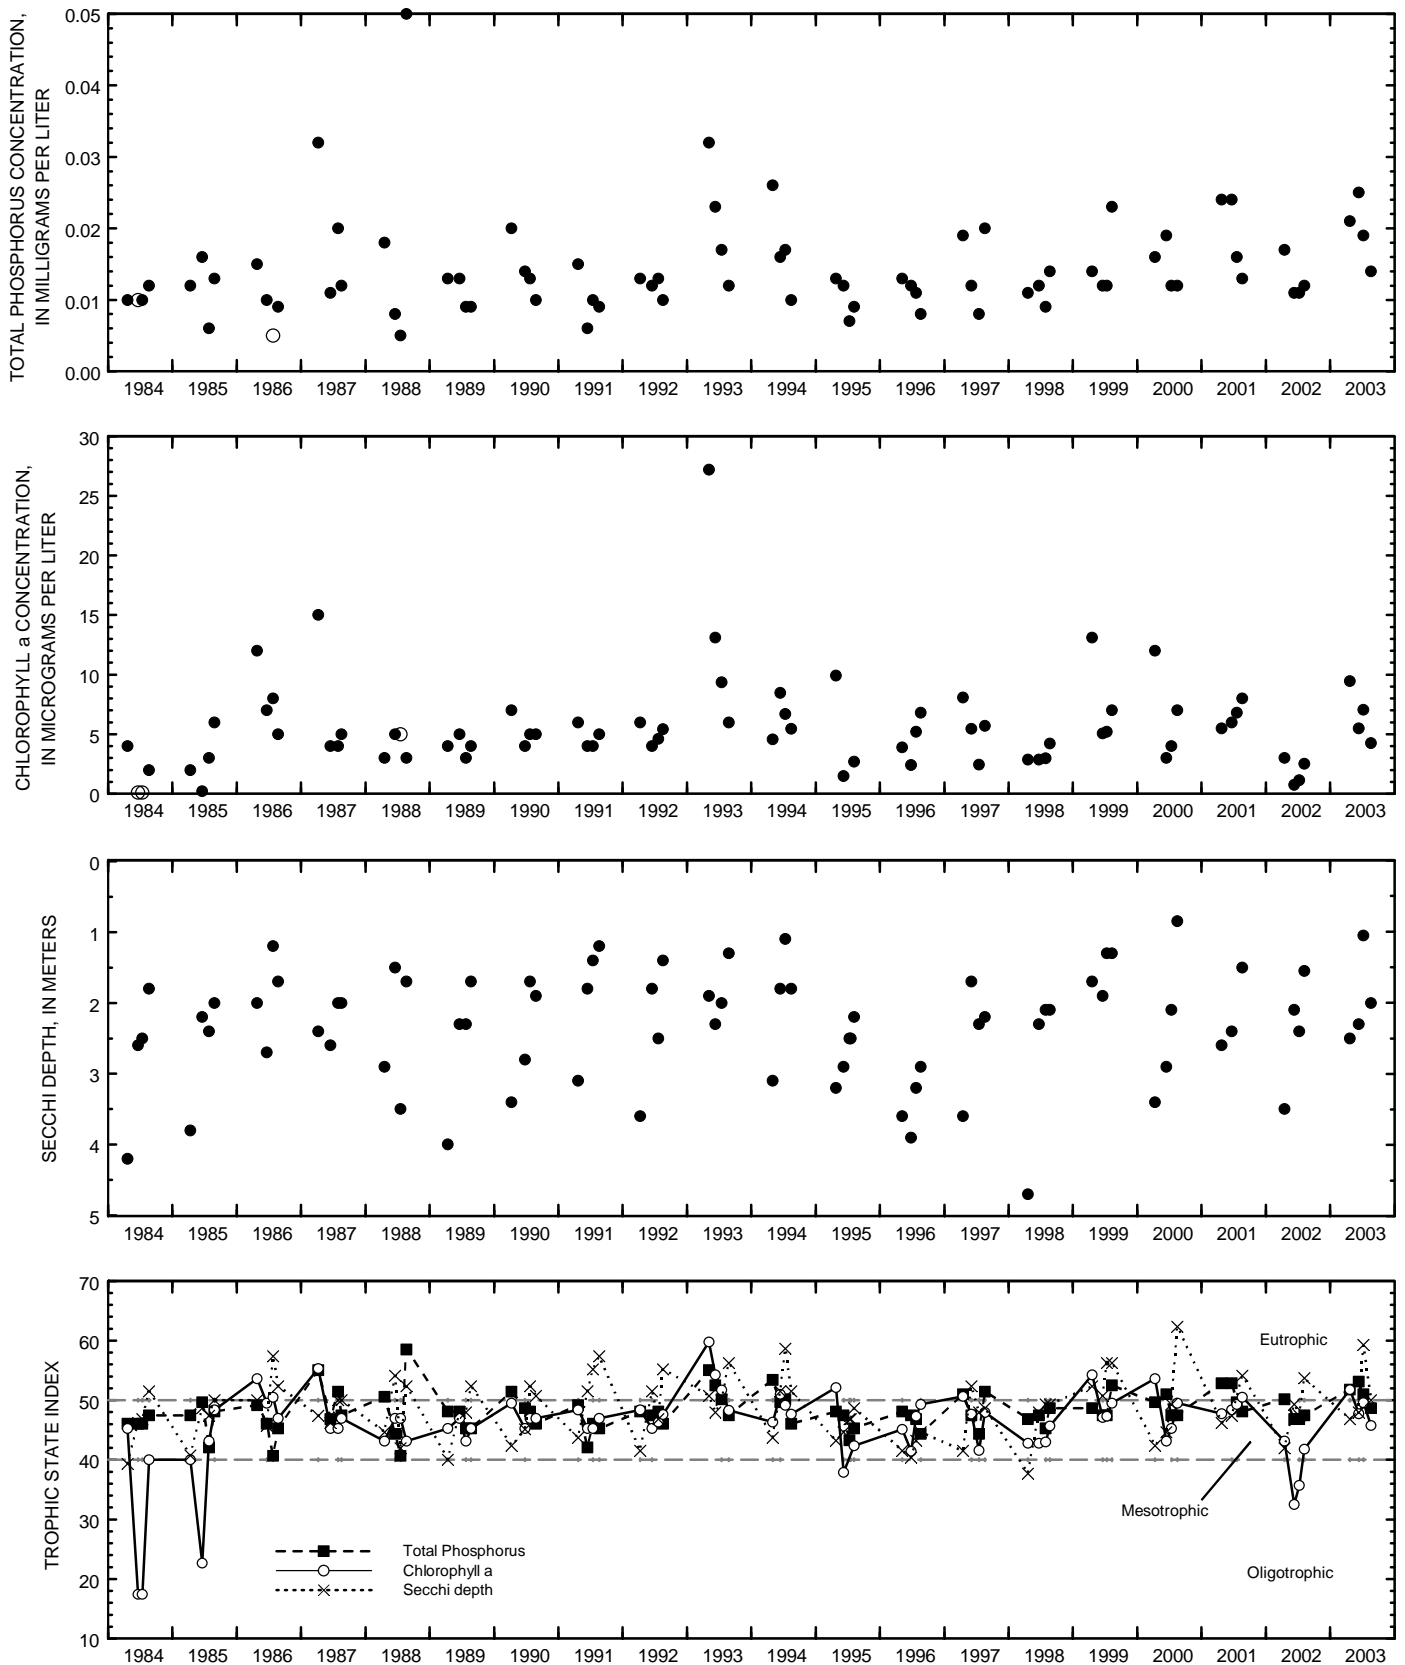 TOTAL PHOSPHORUS CONCENTRATION,
IN MILLIGRAMS PER LITER
0.05
0.04
0.03
0.02
0.01
0.00
1984 1985 1986 1987 1988 1989 1990 1991 1992 1993 1994 1995 1996 1997 1998 1999 2000 2001 2002 2003
CHLOROPHYLL a CONCENTRATION,
IN MICROGRAMS PER LITER
30
25
20
15
10
5
0
1984 1985 1986 1987 1988 1989 1990 1991 1992 1993 1994 1995 1996 1997 1998 1999 2000 2001 2002 2003
SECCHI DEPTH, IN METERS
0
1
2
3
4
5
1984 1985 1986 1987 1988 1989 1990 1991 1992 1993 1994 1995 1996 1997 1998 1999 2000 2001 2002 2003
TROPHIC STATE INDEX
70
60
50
40
30
20
10
Eutrophic
Mesotrophic
Oligotrophic
Total Phosphorus
Chlorophyll a
Secchi depth
1984 1985 1986 1987 1988 1989 1990 1991 1992 1993 1994 1995 1996 1997 1998 1999 2000 2001 2002 2003